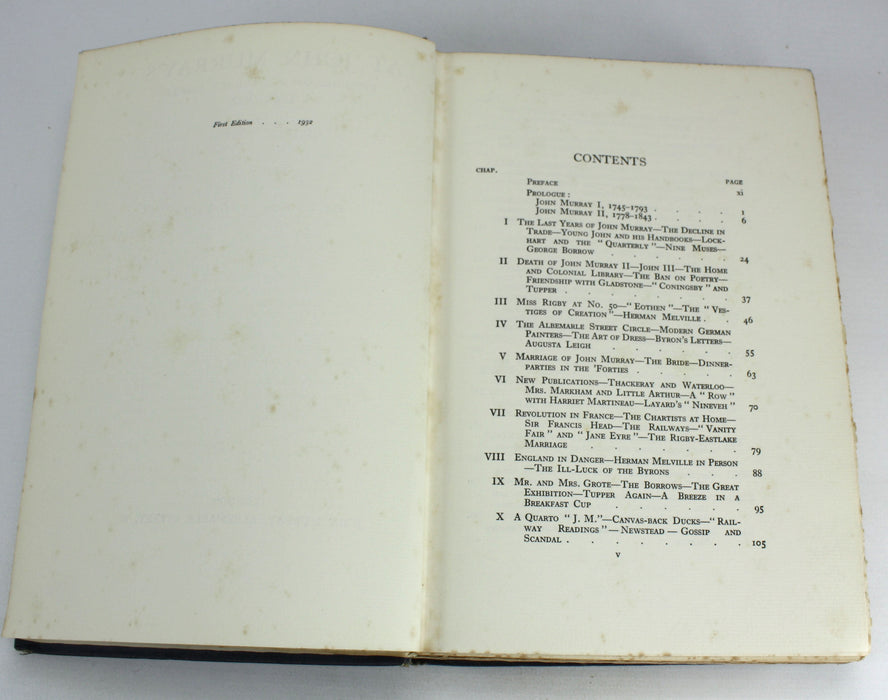 First Edition . . . 1932
CONTENTS
CHAP.
PREFACE PAGE
PROLOGUE: xi
JOHN MURRAY I, 1745-1793 . . . . 1
JOHN MURRAY II, 1778-1843 . . . . 6
I THE LAST YEARS OF JOHN MURRAY—THE DECLINE IN
TRADE—YOUNG JOHN AND HIS HANDBOOKS—LOCK-
HART AND THE "QUARTERLY"—NINE MUSES—
GEORGE BORROW . . . . . 24
II DEATH OF JOHN MURRAY II—JOHN III—THE HOME
AND COLONIAL LIBRARY—THE BAN ON POETRY—
FRIENDSHIP WITH GLADSTONE—"CONINGSBY" AND
TUPPER . . . . . . . 37
III MISS RIGBY AT NO. 50—"EOTHEN"—THE "VES-
TIGES OF CREATION"—HERMAN MELVILLE . . 46
IV THE ALBEMARLE STREET CIRCLE—MODERN GERMAN
PAINTERS—THE ART OF DRESS—BYRON'S LETTERS—
AUGUSTA LEIGH . . . . . 55
V MARRIAGE OF JOHN MURRAY—THE BRIDE—DINNER-
PARTIES IN THE 'FORTIES . . . . . 63
VI NEW PUBLICATIONS—THACKERAY AND WATERLOO—
MRS. MARKHAM AND LITTLE ARTHUR—A "ROW"
WITH HARRIET MARTINEAU—LAYARD'S "NINEVEH" 70
VII REVOLUTION IN FRANCE—THE CHARTISTS AT HOME—
SIR FRANCIS HEAD—THE RAILWAYS—"VANITY
FAIR" AND "JANE EYRE"—THE RIGBY-EASTLAKE
MARRIAGE . . . . . . 79
VIII ENGLAND IN DANGER—HERMAN MELVILLE IN PERSON
—THE ILL-LUCK OF THE BYRONS . . . 88
IX MR. AND MRS. GROTE—THE BORROWS—THE GREAT
EXHIBITION—TUPPER AGAIN—A BREEZE IN A
BREAKFAST CUP . . . . . 95
X A QUARTO "J. M."—CANVAS-BACK DUCKS—"RAIL-
WAY READINGS"—NEWSTEAD—GOSSIP AND
SCANDAL . . . . . . . 105
v